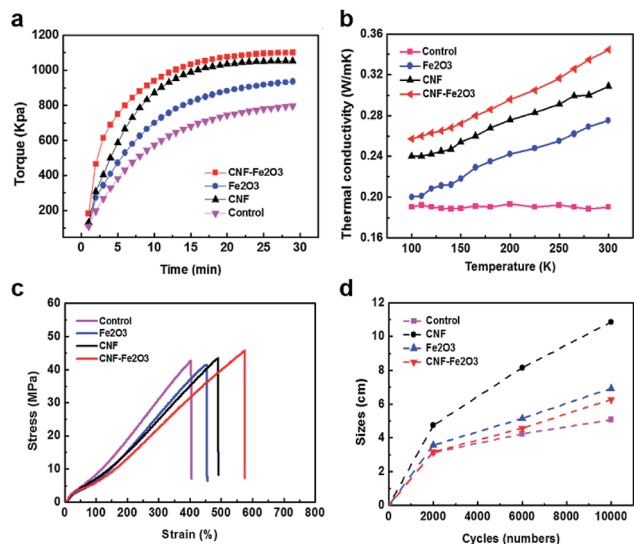 a
1200
1000
800
600
400
200
0
0 5 10 15 20 25 30
Torque (Kpa)
Time (min)
CNF-Fe2O3
Fe2O3
CNF
Control
b
0.36
0.32
0.28
0.24
0.20
0.16
100 150 200 250 300
Thermal conductivity (W/mK)
Temperature (K)
Control
Fe2O3
CNF
CNF-Fe2O3
c
60
50
40
30
20
10
0
0 100 200 300 400 500 600 700 800
Stress (MPa)
Strain (%)
Control
Fe2O3
CNF
CNF-Fe2O3
d
12
10
8
6
4
2
0
0 2000 4000 6000 8000 10000
Sizes (cm)
Cycles (numbers)
Control
CNF
Fe2O3
CNF-Fe2O3